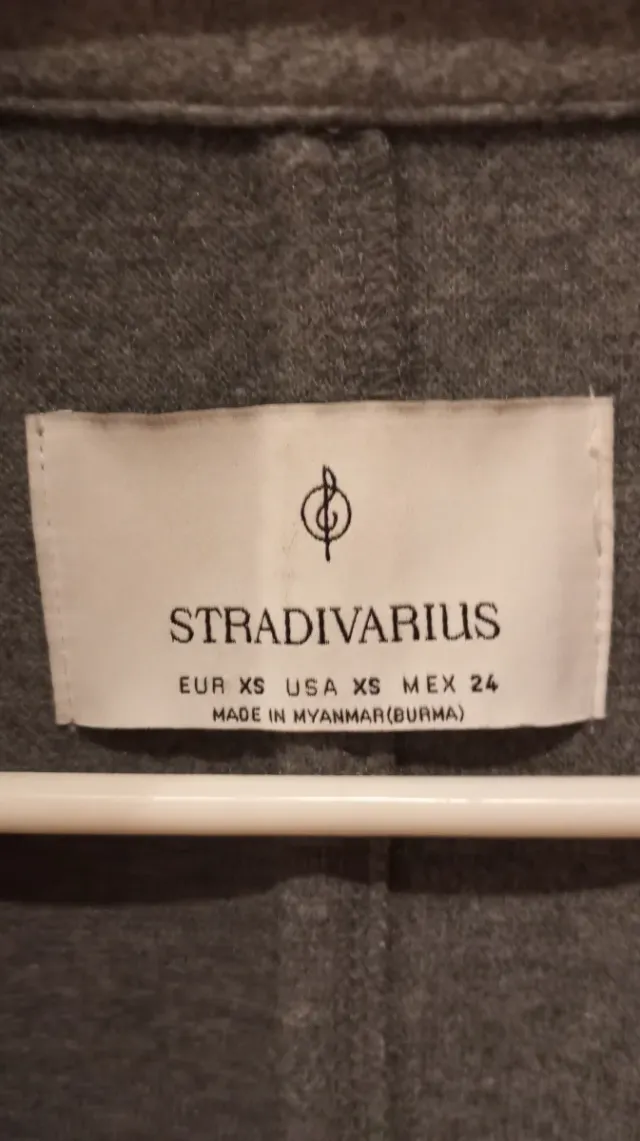 STRADIVARIUS
EUR XS USA XS MEX 24
MADE IN MYANMAR(BURMA)